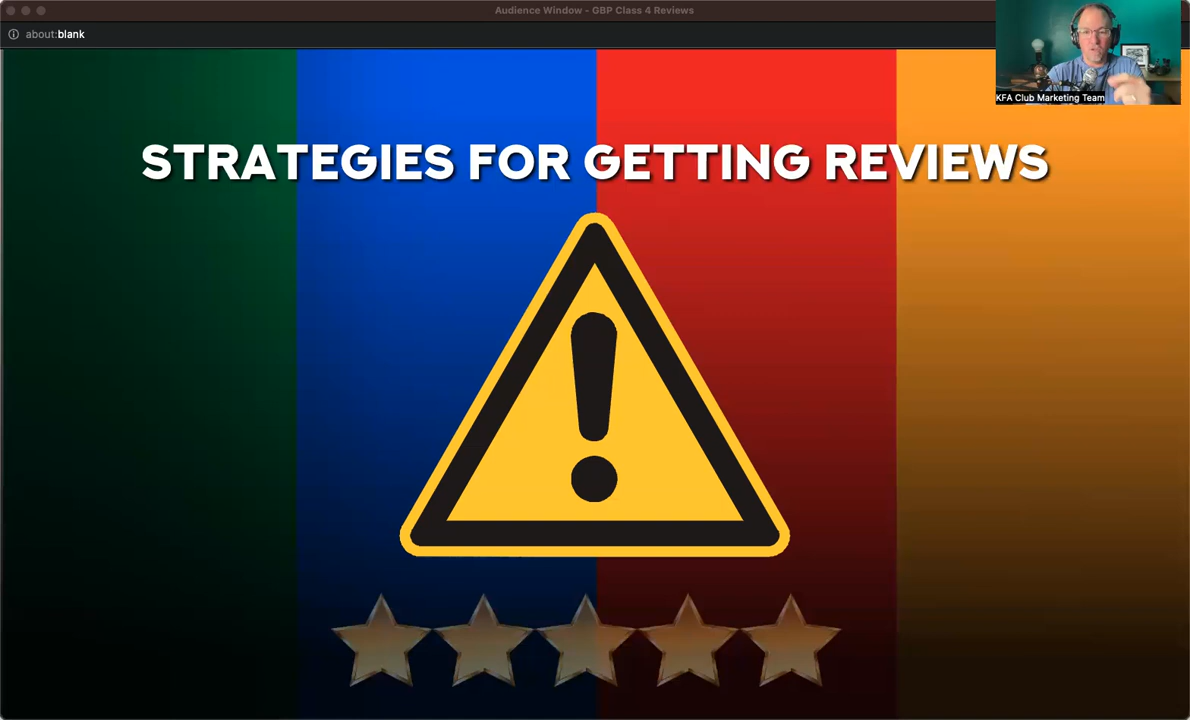 Audience Window - GBP Class 4 Reviews
about:blank
KFA Club Marketing Team
STRATEGIES FOR GETTING REVIEWS